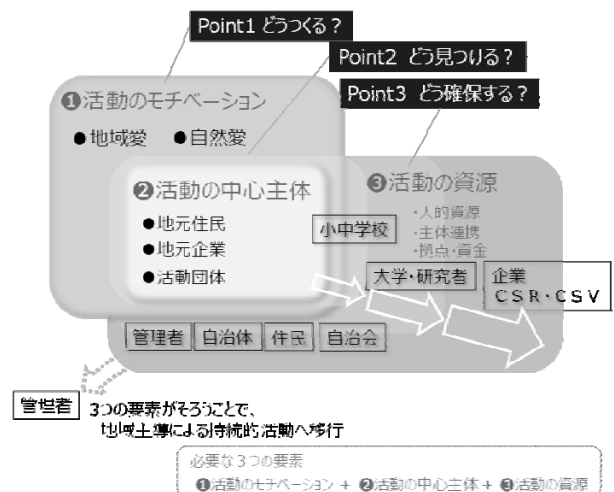 Point1 どうつくる？
Point2 どう見つける？
Point3 どう確保する？
❶活動のモチベーション
●地域愛 ●自然愛
❷活動の中心主体
●地元住民
●地元企業
●活動団体
❸活動の資源
・人的資源
・主体連携
・拠点・資金
小中学校
大学・研究者
企業
CSR・CSV
管理者
自治体
住民
自治会
管理者
3つの要素がそろうことで、
地域主導による持続的活動へ移行
必要な３つの要素
❶活動のモチベーション + ❷活動の中心主体 + ❸活動の資源